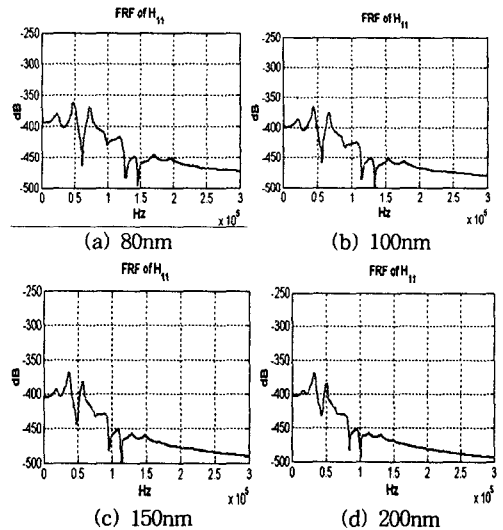 FRF of H11
-250
-300
-350
dB
-400
-450
-500
0 0.5 1 1.5 2 2.5 3
Hz
x 10^5
(a) 80nm
FRF of H11
-250
-300
-350
dB
-400
-450
-500
0 0.5 1 1.5 2 2.5 3
Hz
x 10^5
(b) 100nm
FRF of H11
-250
-300
-350
dB
-400
-450
-500
0 0.5 1 1.5 2 2.5 3
Hz
x 10^5
(c) 150nm
FRF of H11
-250
-300
-350
dB
-400
-450
-500
0 0.5 1 1.5 2 2.5 3
Hz
x 10^5
(d) 200nm